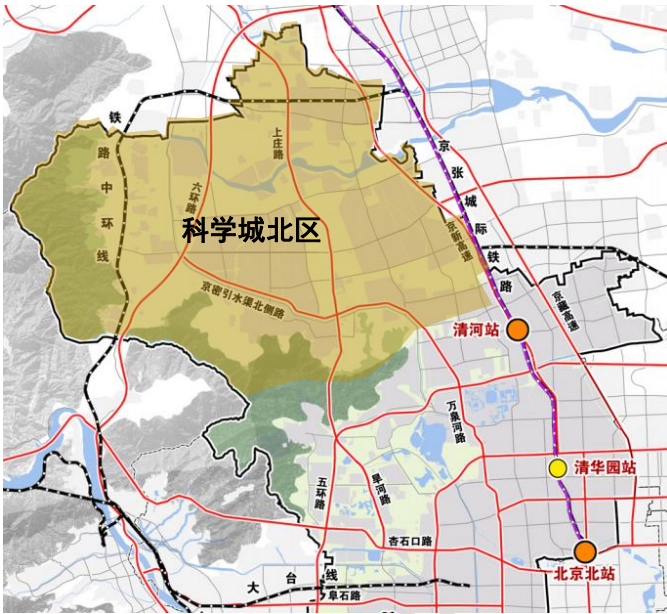 铁路中环线
六环路
上庄路
科学城北区
京张城际铁路
京新高速
京密引水渠北侧路
京藏高速
清河站
万泉河路
清华园站
五环路
旱河路
杏石口路
北京北站
大台线
阜石路